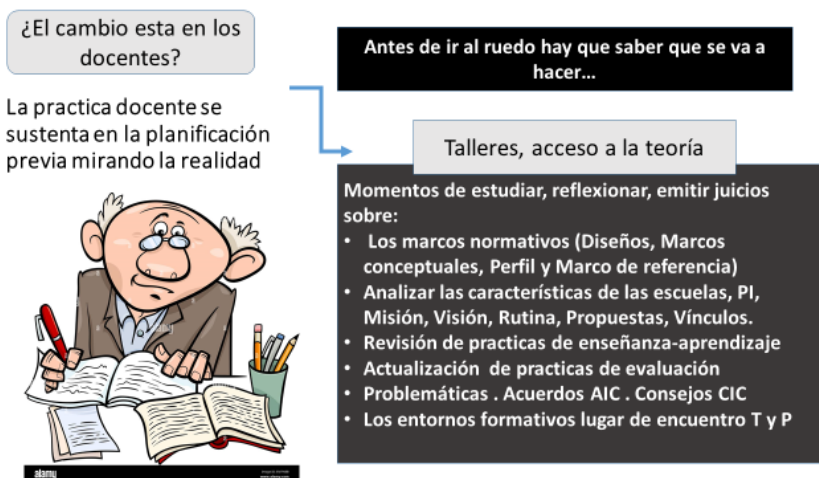 ¿El cambio esta en los
docentes?
La practica docente se
sustenta en la planificación
previa mirando la realidad
Antes de ir al ruedo hay que saber que se va a
hacer...
Talleres, acceso a la teoría
Momentos de estudiar, reflexionar, emitir juicios
sobre:
• Los marcos normativos (Diseños, Marcos
conceptuales, Perfil y Marco de referencia)
• Analizar las características de las escuelas, PI,
Misión, Visión, Rutina, Propuestas, Vínculos.
• Revisión de practicas de enseñanza-aprendizaje
• Actualización de practicas de evaluación
• Problemáticas . Acuerdos AIC . Consejos CIC
• Los entornos formativos lugar de encuentro T y P
alamy